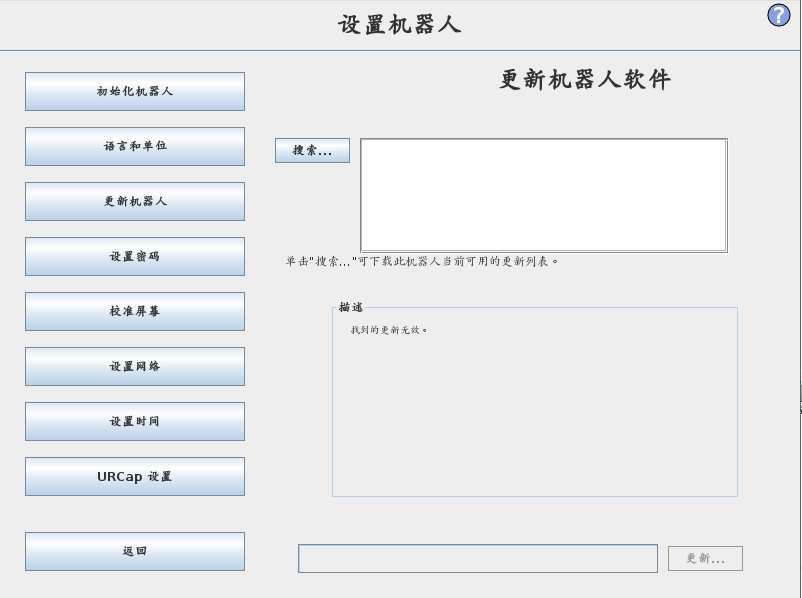 设置机器人
?
初始化机器人
语言和单位
更新机器人
设置密码
校准屏幕
设置网络
设置时间
URCap 设置
返回
更新机器人软件
搜索...
单击"搜索..."可下载此机器人当前可用的更新列表。
描述
找到的更新无效。
更新...